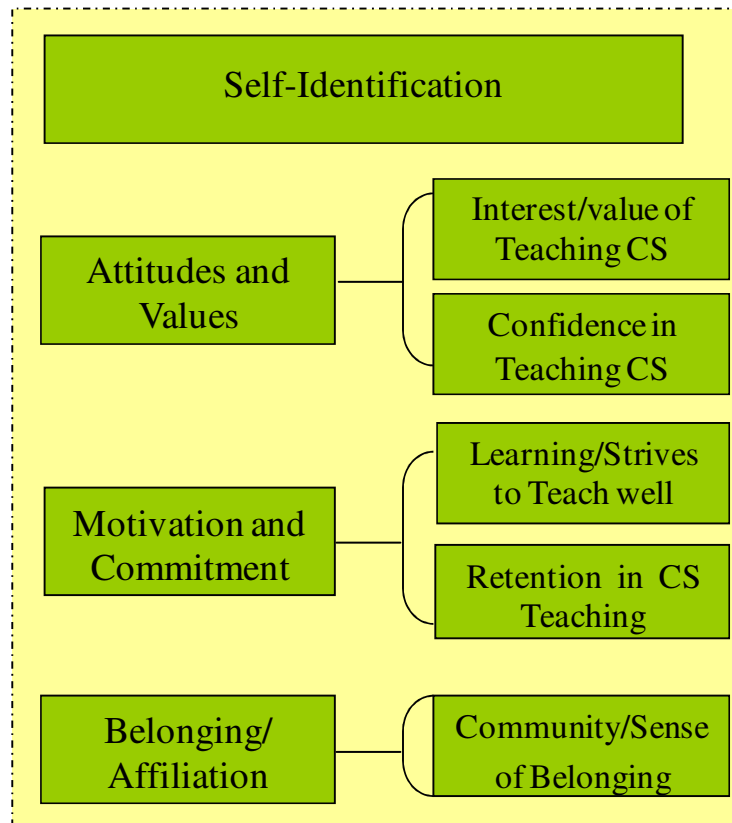 Self-Identification
Attitudes and
Values
Interest/value of
Teaching CS
Confidence in
Teaching CS
Motivation and
Commitment
Learning/Strives
to Teach well
Retention in CS
Teaching
Belonging/
Affiliation
Community/Sense
of Belonging